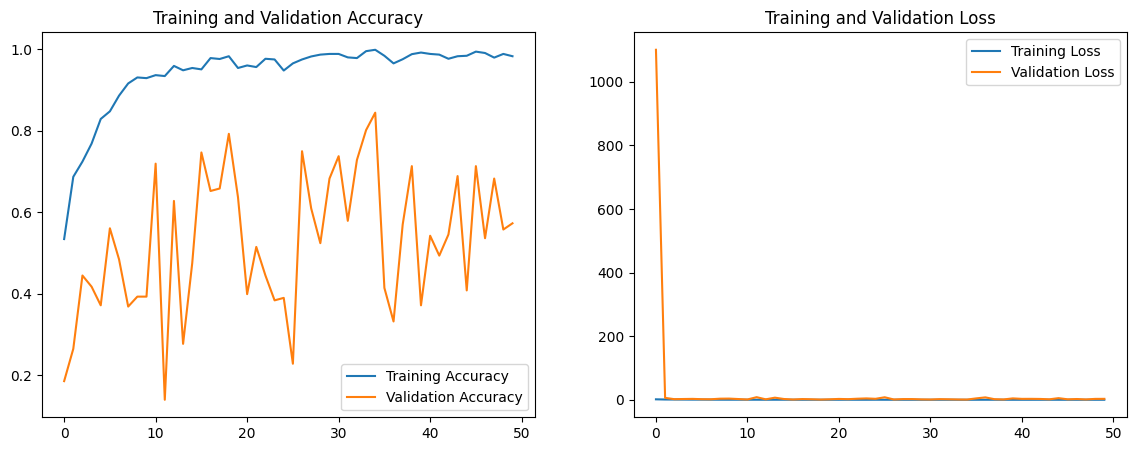 Training and Validation Accuracy
1.0
0.8
0.6
0.4
0.2
0 10 20 30 40 50
Training Accuracy
Validation Accuracy
Training and Validation Loss
1000
800
600
400
200
0
0 10 20 30 40 50
Training Loss
Validation Loss